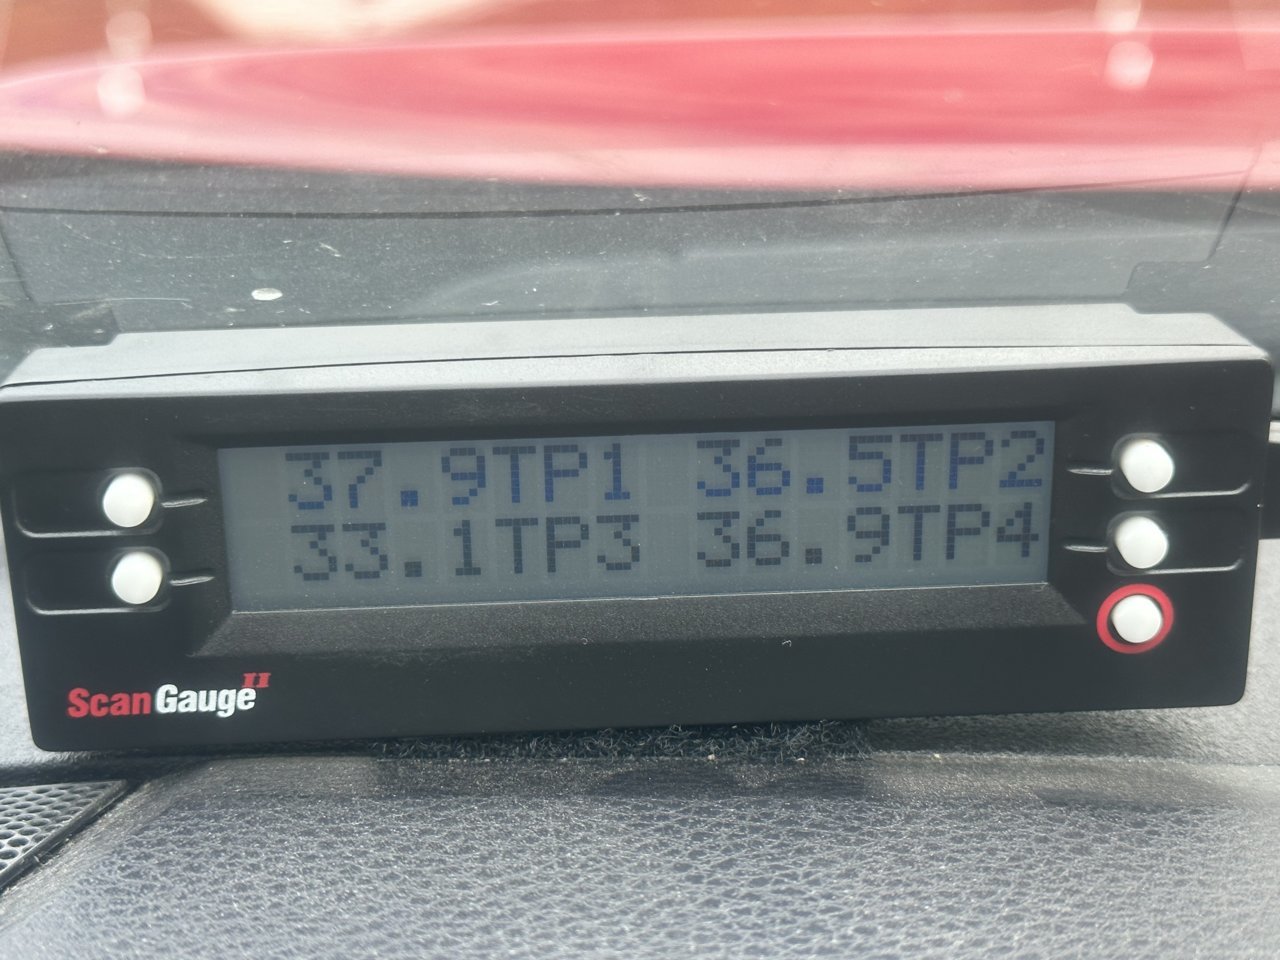 37.9TP1 36.5TP2
33.1TP3 36.9TP4
ScanGauge II